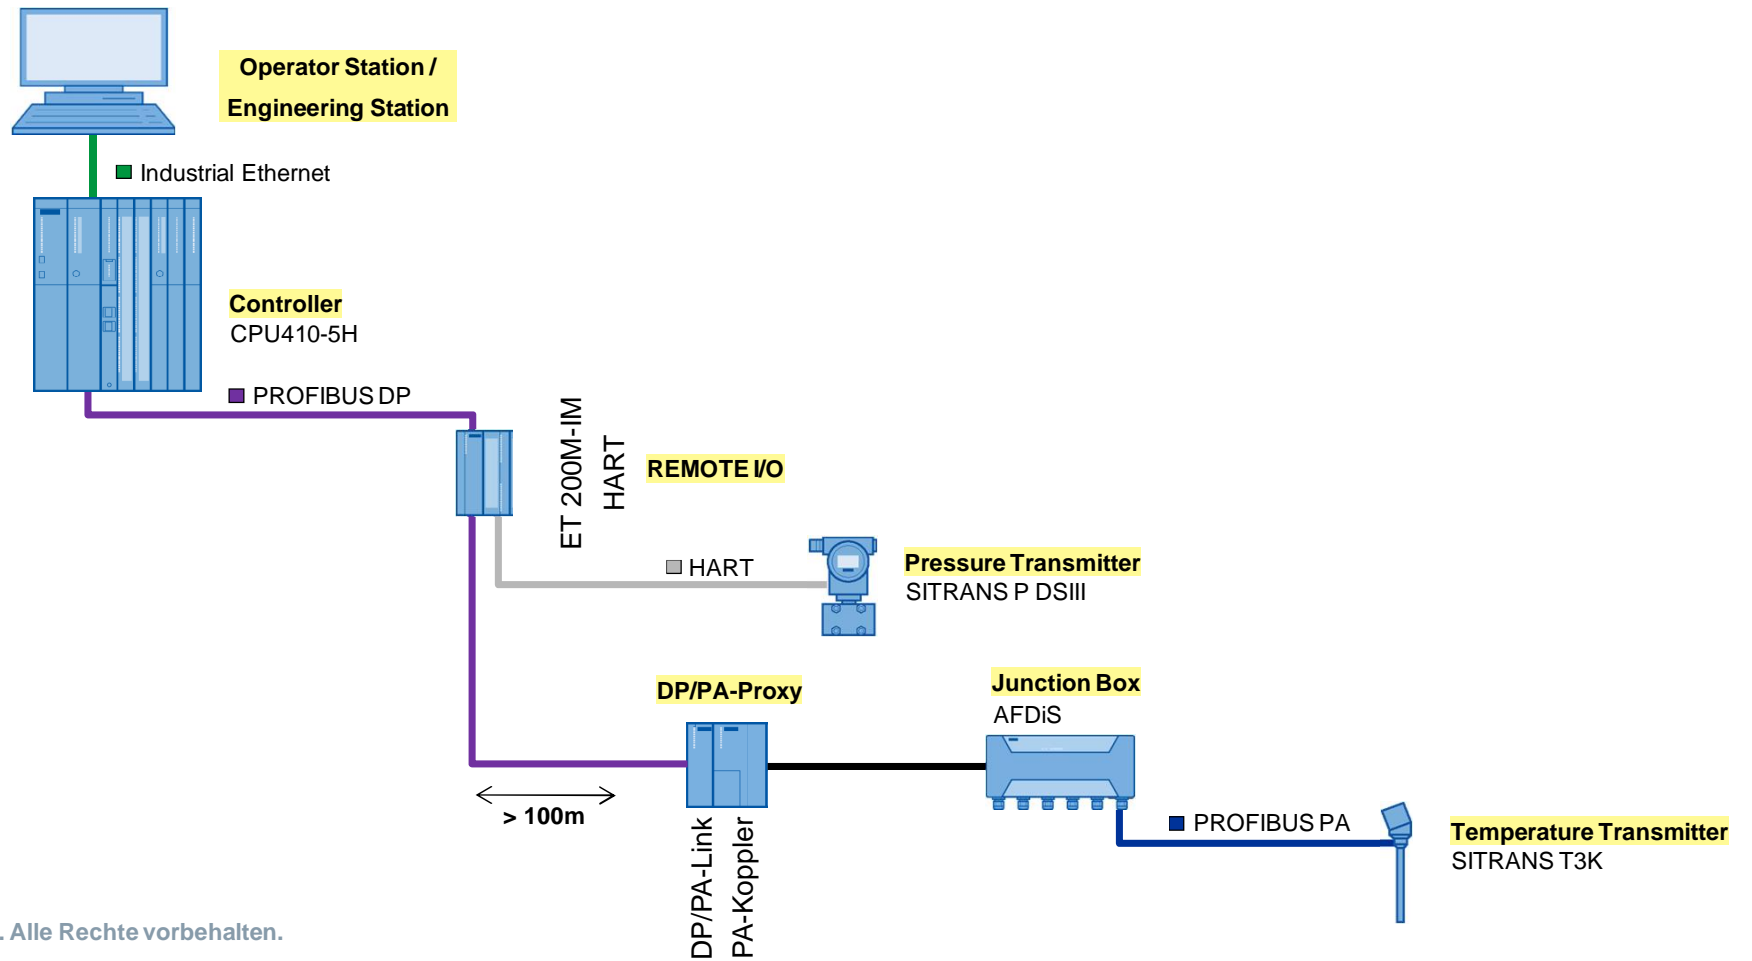 Operator Station /
Engineering Station
Industrial Ethernet
Controller
CPU410-5H
PROFIBUS DP
ET 200M-IM
HART
REMOTE I/O
HART
Pressure Transmitter
SITRANS P DSIII
DP/PA-Proxy
Junction Box
AFDiS
> 100m
DP/PA-Link
PA-Koppler
PROFIBUS PA
Temperature Transmitter
SITRANS T3K
. Alle Rechte vorbehalten.